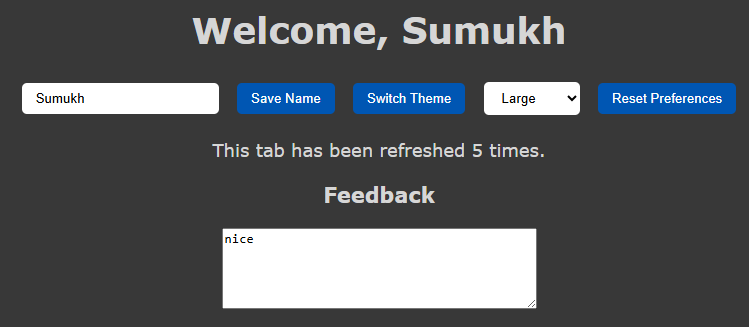 Welcome, Sumukh
Sumukh Save Name Switch Theme Large Reset Preferences
This tab has been refreshed 5 times.
Feedback
nice